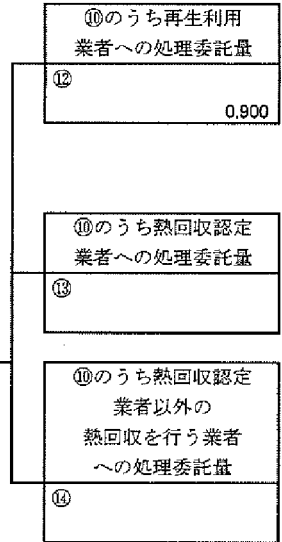 ⑩のうち再生利用
業者への処理委託量
⑫
0.900
⑩のうち熱回収認定
業者への処理委託量
⑬
⑩のうち熱回収認定
業者以外の
熱回収を行う業者
への処理委託量
⑭